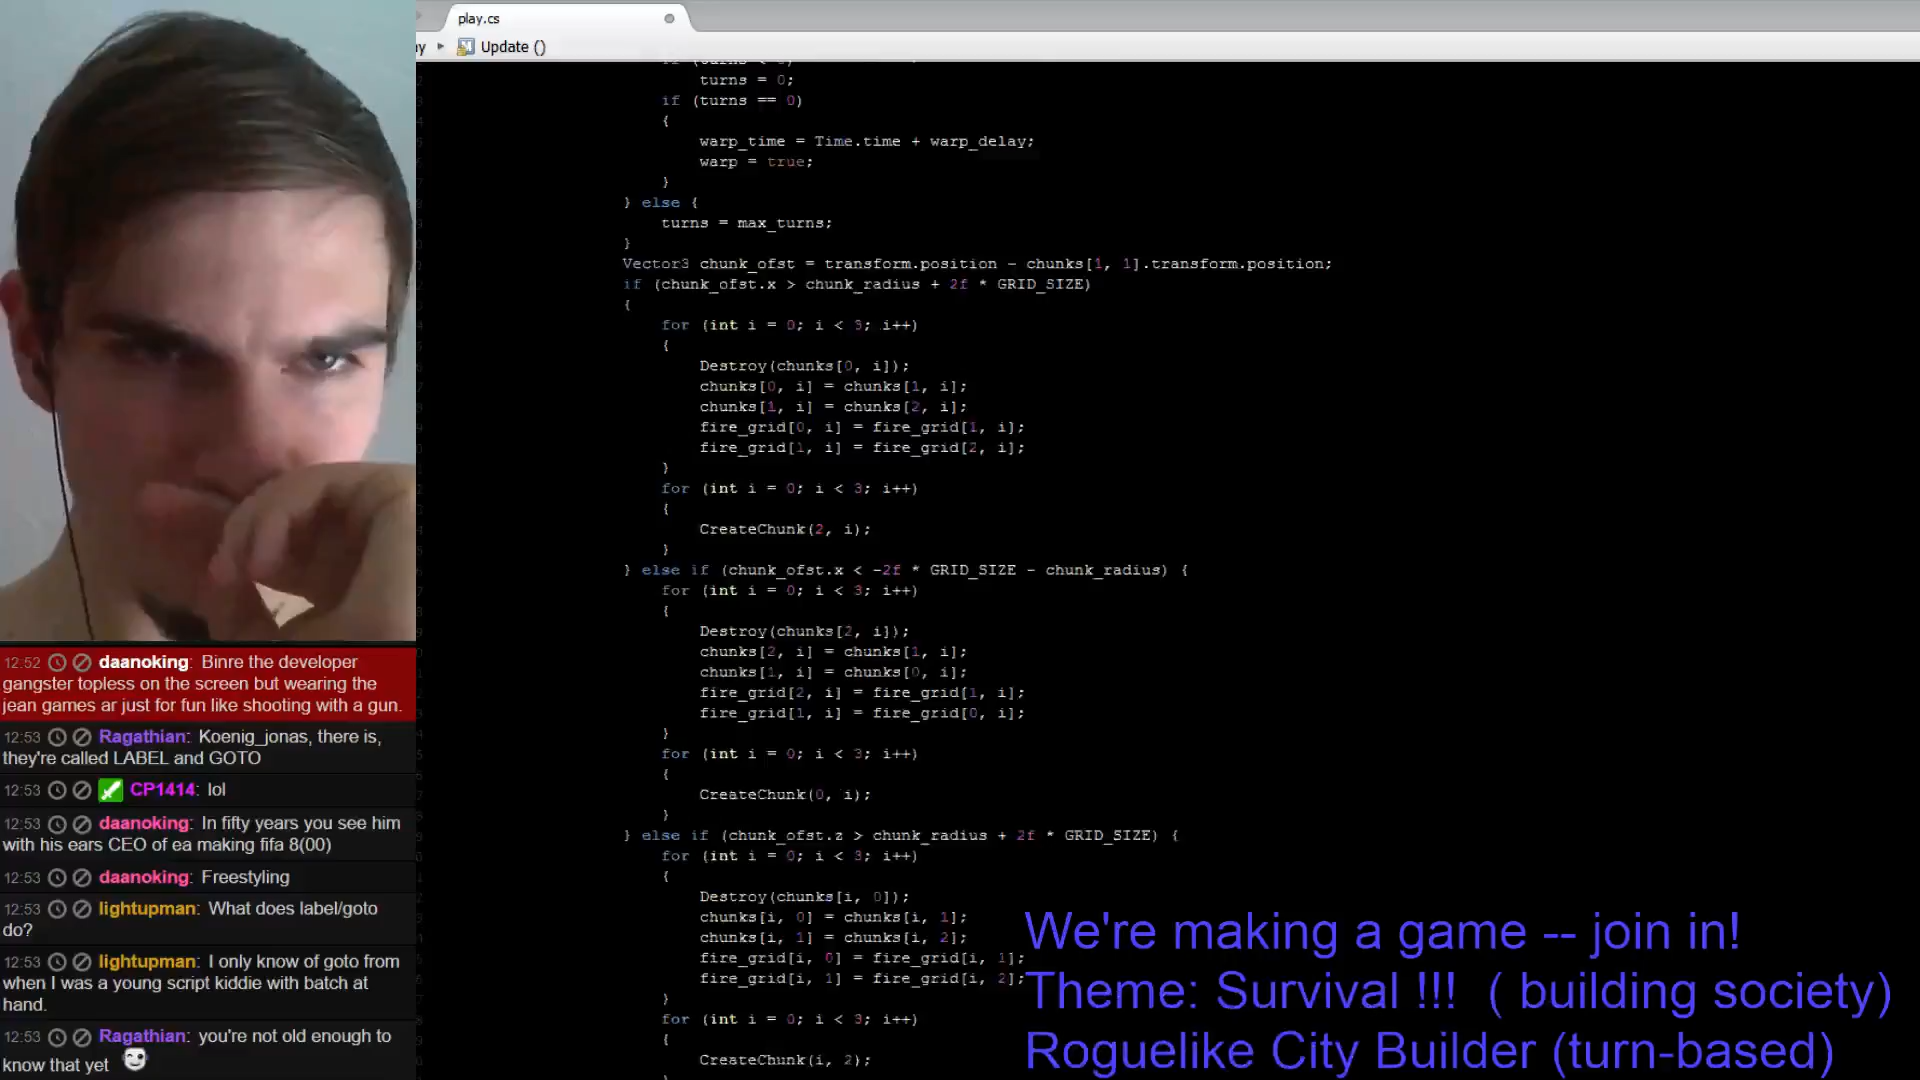 play.cs
Update ()
turns = 0;
if (turns == 0)
{
warp_time = Time.time + warp_delay;
warp = true;
}
} else {
turns = max_turns;
}
Vector3 chunk_ofst = transform.position - chunks[1, 1].transform.position;
if (chunk_ofst.x > chunk_radius + 2f * GRID_SIZE)
{
for (int i = 0; i < 3; i++)
{
Destroy(chunks[0, i]);
chunks[0, i] = chunks[1, i];
chunks[1, i] = chunks[2, i];
fire_grid[0, i] = fire_grid[1, i];
fire_grid[1, i] = fire_grid[2, i];
}
for (int i = 0; i < 3; i++)
{
CreateChunk(2, i);
}
} else if (chunk_ofst.x < -2f * GRID_SIZE - chunk_radius) {
for (int i = 0; i < 3; i++)
{
Destroy(chunks[2, i]);
chunks[2, i] = chunks[1, i];
chunks[1, i] = chunks[0, i];
fire_grid[2, i] = fire_grid[1, i];
fire_grid[1, i] = fire_grid[0, i];
}
for (int i = 0; i < 3; i++)
{
CreateChunk(0, i);
}
} else if (chunk_ofst.z > chunk_radius + 2f * GRID_SIZE) {
for (int i = 0; i < 3; i++)
{
Destroy(chunks[i, 0]);
chunks[i, 0] = chunks[i, 1];
chunks[i, 1] = chunks[i, 2];
fire_grid[i, 0] = fire_grid[i, 1];
fire_grid[i, 1] = fire_grid[i, 2];
}
for (int i = 0; i < 3; i++)
{
CreateChunk(i, 2);
12:52 daanoking: Binre the developer
gangster topless on the screen but wearing the
jean games ar just for fun like shooting with a gun.
12:53 Ragathian: Koenig_jonas, there is,
they're called LABEL and GOTO
12:53 CP1414: lol
12:53 daanoking: In fifty years you see him
with his ears CEO of ea making fifa 8(00)
12:53 daanoking: Freestyling
12:53 lightupman: What does label/goto
do?
12:53 lightupman: I only know of goto from
when I was a young script kiddie with batch at
hand.
12:53 Ragathian: you're not old enough to
know that yet
We're making a game -- join in!
Theme: Survival !!! ( building society)
Roguelike City Builder (turn-based)